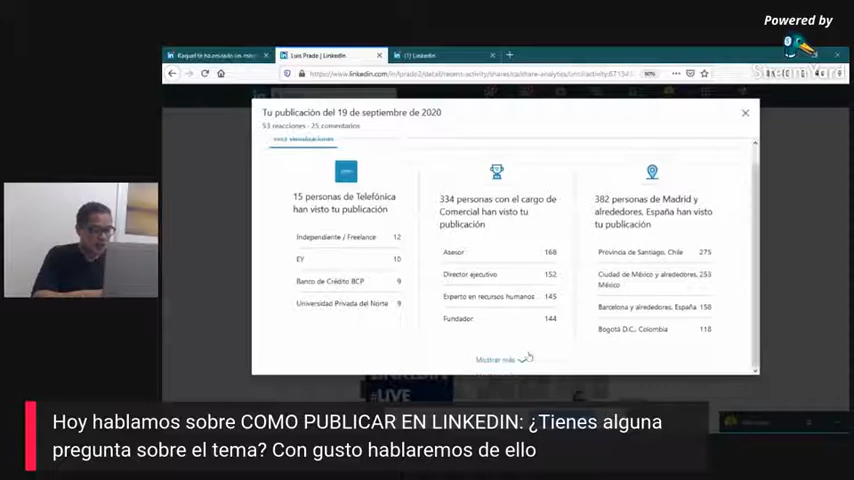 Powered by
Luis Prado | LinkedIn
(1) LinkedIn
Tu publicación del 19 de septiembre de 2020
53 reacciones · 25 comentarios
15 personas de Telefónica
han visto tu publicación
Independiente / Freelance 12
EY 10
Banco de Crédito BCP 9
Universidad Privada del Norte 9
334 personas con el cargo de
Comercial han visto tu
publicación
Asesor 168
Director ejecutivo 152
Experto en recursos humanos 145
Fundador 144
382 personas de Madrid y
alrededores, España han visto
tu publicación
Provincia de Santiago, Chile 275
Ciudad de México y alrededores, 253
México
Barcelona y alrededores, España 158
Bogotá D.C., Colombia 118
Mostrar más
LINKEDIN
#LIVE
Hoy hablamos sobre COMO PUBLICAR EN LINKEDIN: ¿Tienes alguna
pregunta sobre el tema? Con gusto hablaremos de ello